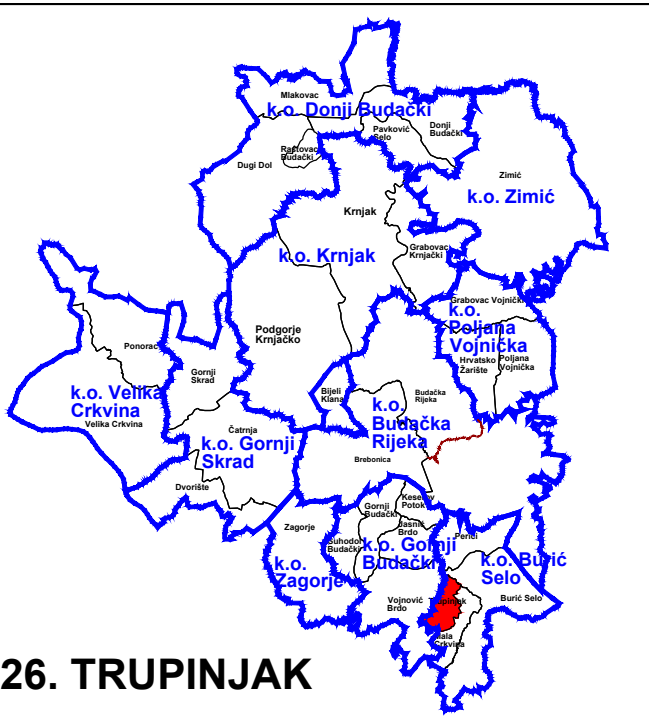 Mlakovac
k.o. Donji Budački
Pavković
Selo
Donji
Budački
Rastovac
Budački
Dugi Dol
Zimić
k.o. Zimić
Krnjak
k.o. Krnjak
Grabovac
Krnjački
Grabovac Vojnički
k.o.
Poljana
Vojnička
Hrvatsko
Žarište
Poljana
Vojnička
Podgorje
Krnjačko
Ponorac
Gornji
Skrad
k.o. Velika
Crkvina
Velika Crkvina
Bijeli
Klanac
Budačka
Rijeka
k.o.
Budačka
Rijeka
Čatrnja
k.o. Gornji
Skrad
Brebonica
Dvorište
Keserov
Potok
Gornji
Budački
Jasnić
Brdo
Perići
Zagorje
Suhodol
Budački
k.o. Gornji
Budački
k.o.
Zagorje
k.o. Burić
Selo
Burić Selo
Vojnović
Brdo
Trupinjak
Mala
Crkvina
26. TRUPINJAK